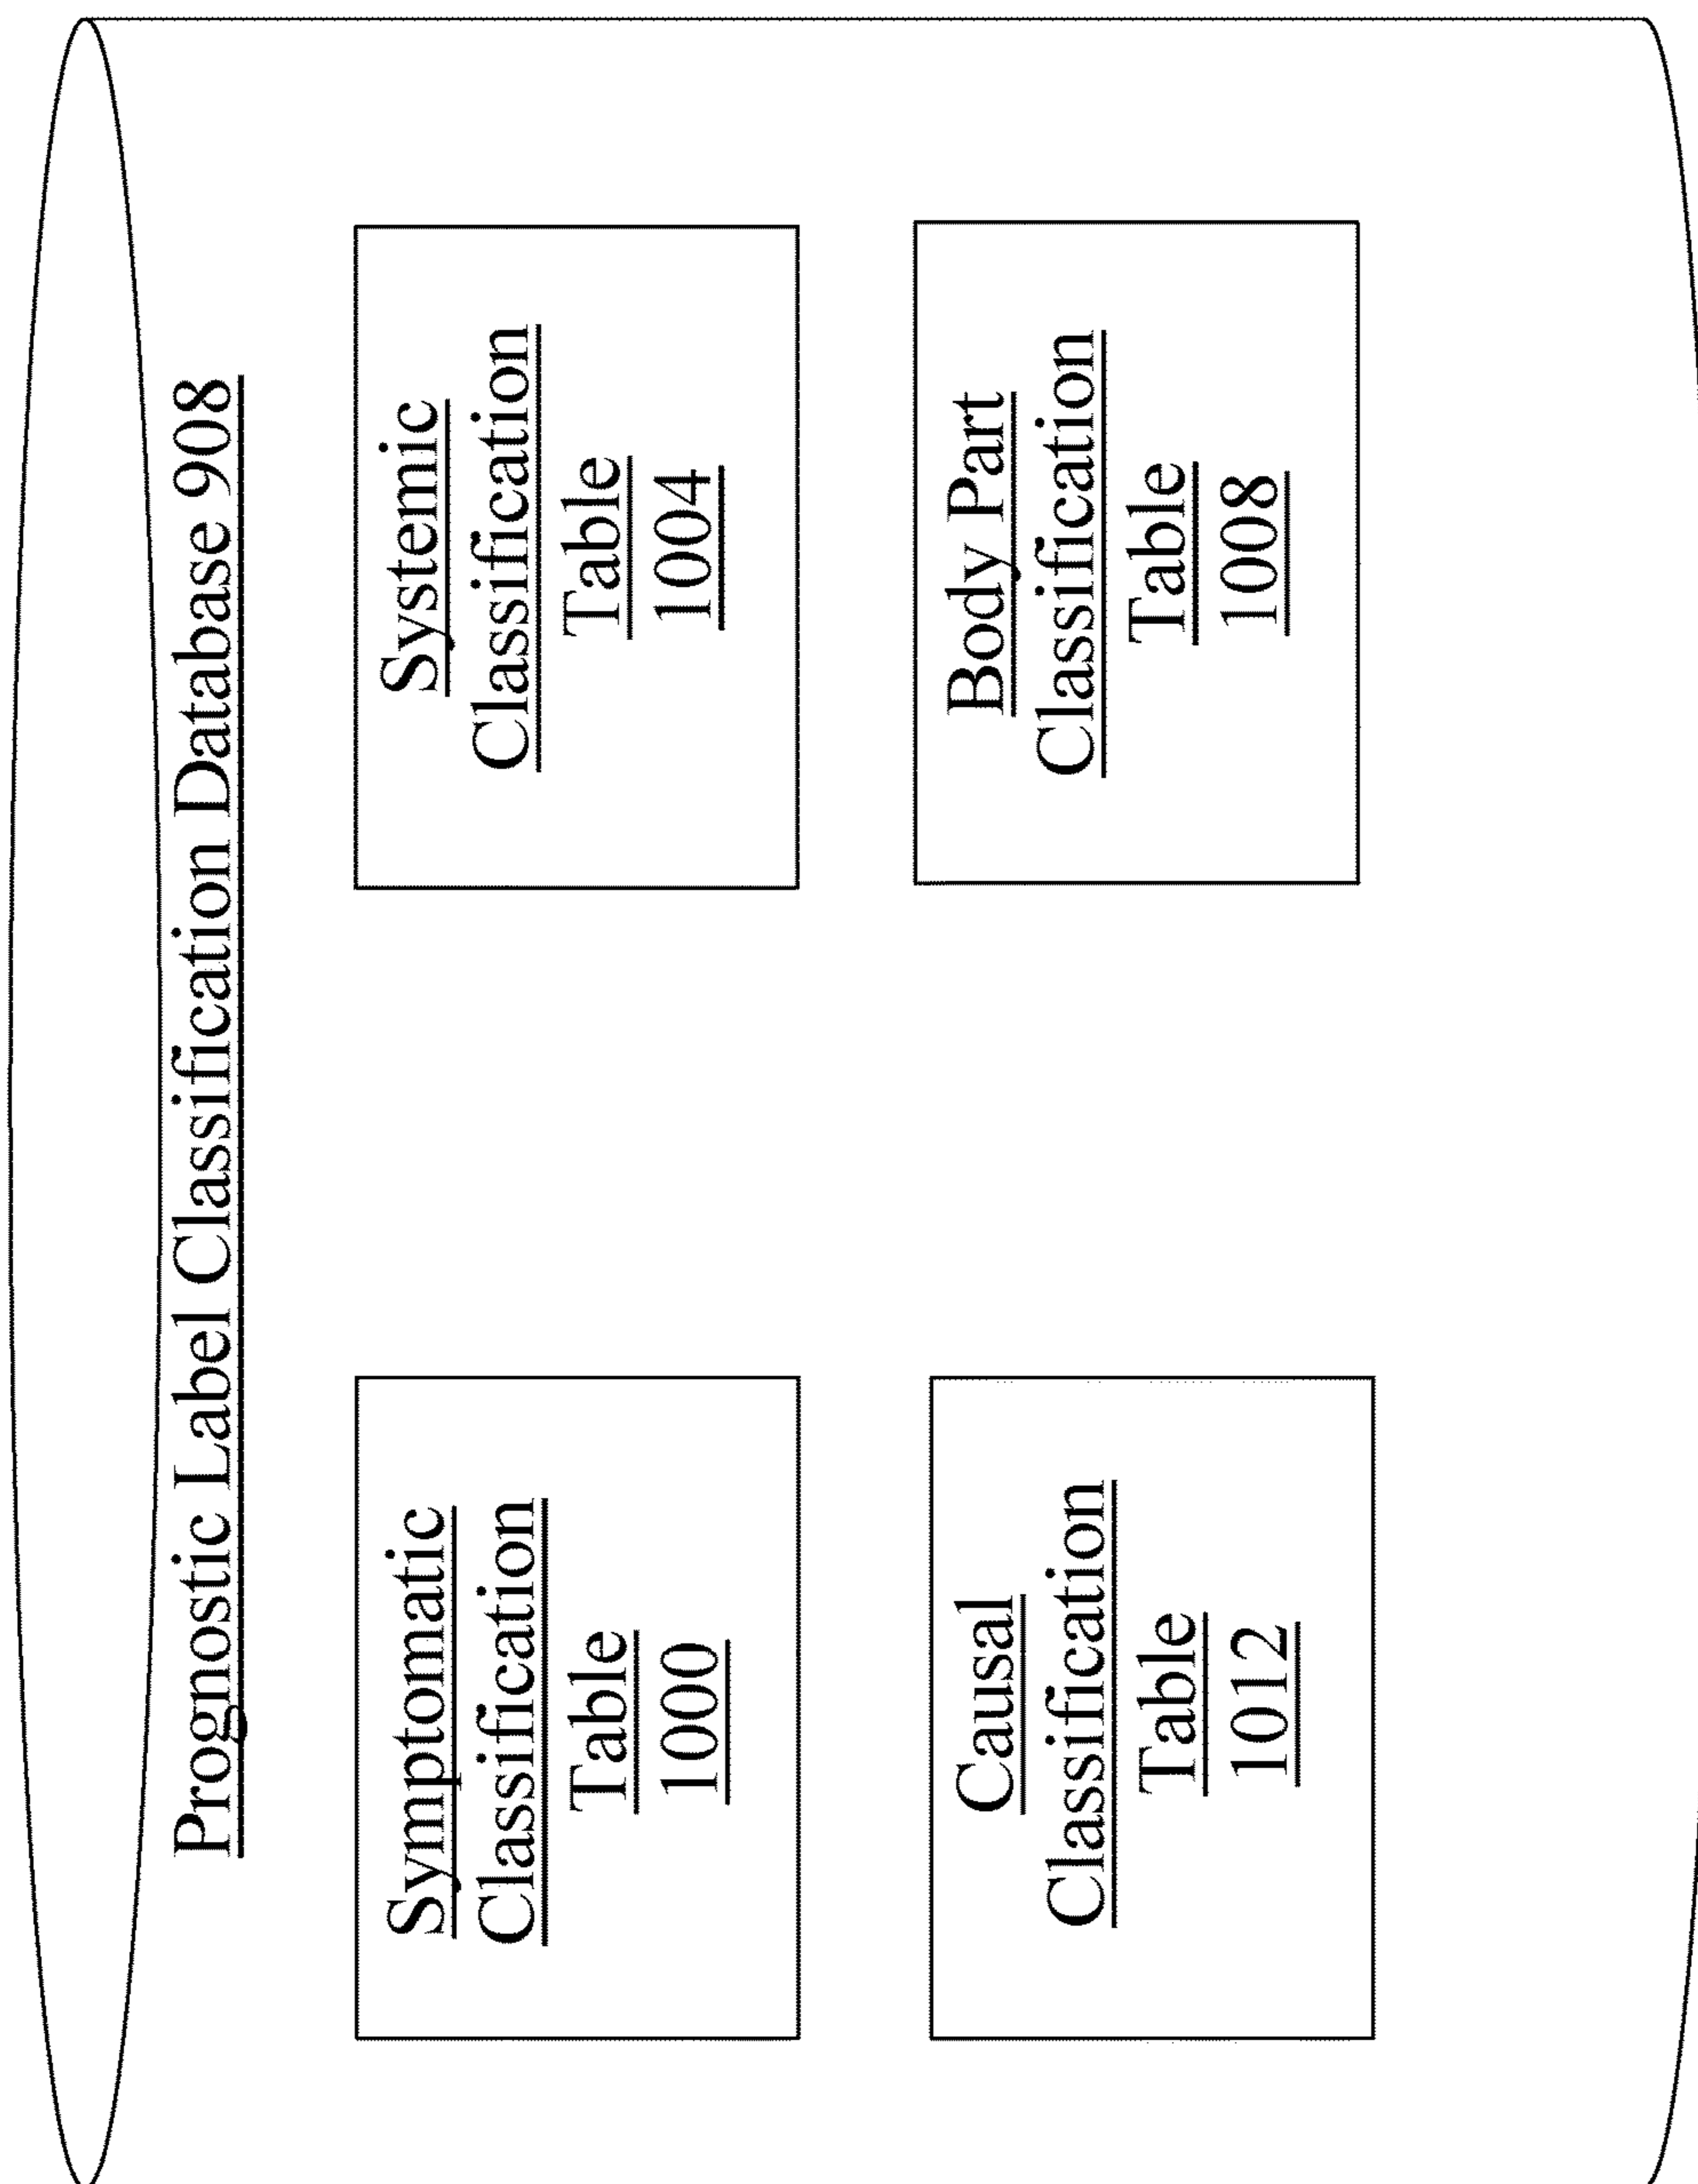 Prognostic Label Classification Database 908
Symptomatic
Classification
Table
1000
Systemic
Classification
Table
1004
Causal
Classification
Table
1012
Body Part
Classification
Table
1008